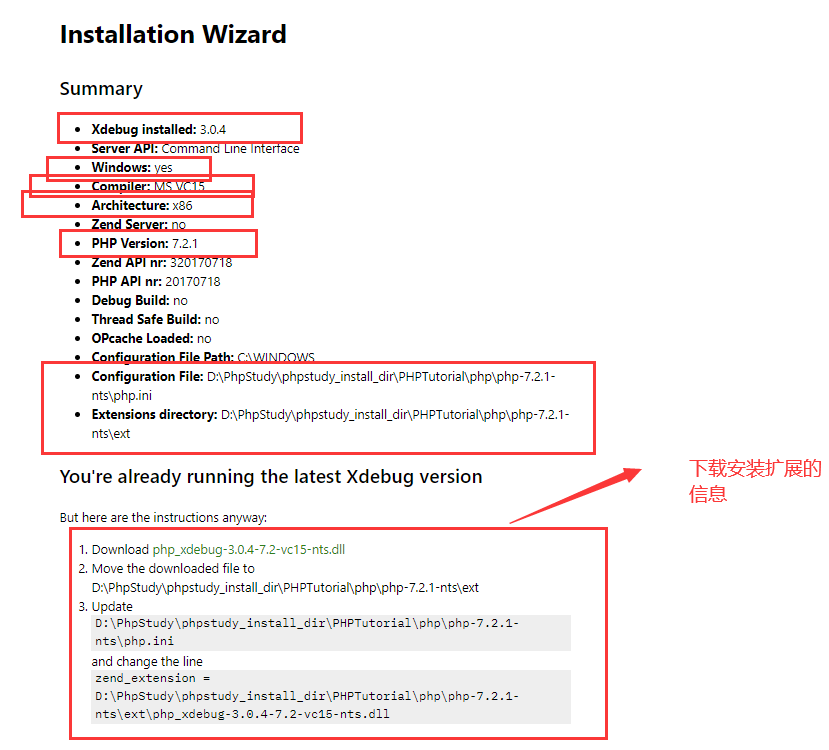 Installation Wizard
Summary
Xdebug installed: 3.0.4
Server API: Command Line Interface
Windows: yes
Compiler: MS VC15
Architecture: x86
Zend Server: no
PHP Version: 7.2.1
Zend API nr: 320170718
PHP API nr: 20170718
Debug Build: no
Thread Safe Build: no
OPcache Loaded: no
Configuration File Path: C:\WINDOWS
Configuration File: D:\PhpStudy\phpstudy_install_dir\PHPTutorial\php\php-7.2.1-
nts\php.ini
Extensions directory: D:\PhpStudy\phpstudy_install_dir\PHPTutorial\php\php-7.2.1-
nts\ext
You're already running the latest Xdebug version
下载安装扩展的
信息
But here are the instructions anyway:
1. Download php_xdebug-3.0.4-7.2-vc15-nts.dll
2. Move the downloaded file to
D:\PhpStudy\phpstudy_install_dir\PHPTutorial\php\php-7.2.1-nts\ext
3. Update
D:\PhpStudy\phpstudy_install_dir\PHPTutorial\php\php-7.2.1-
nts\php.ini
and change the line
zend_extension =
D:\PhpStudy\phpstudy_install_dir\PHPTutorial\php\php-7.2.1-
nts\ext\php_xdebug-3.0.4-7.2-vc15-nts.dll